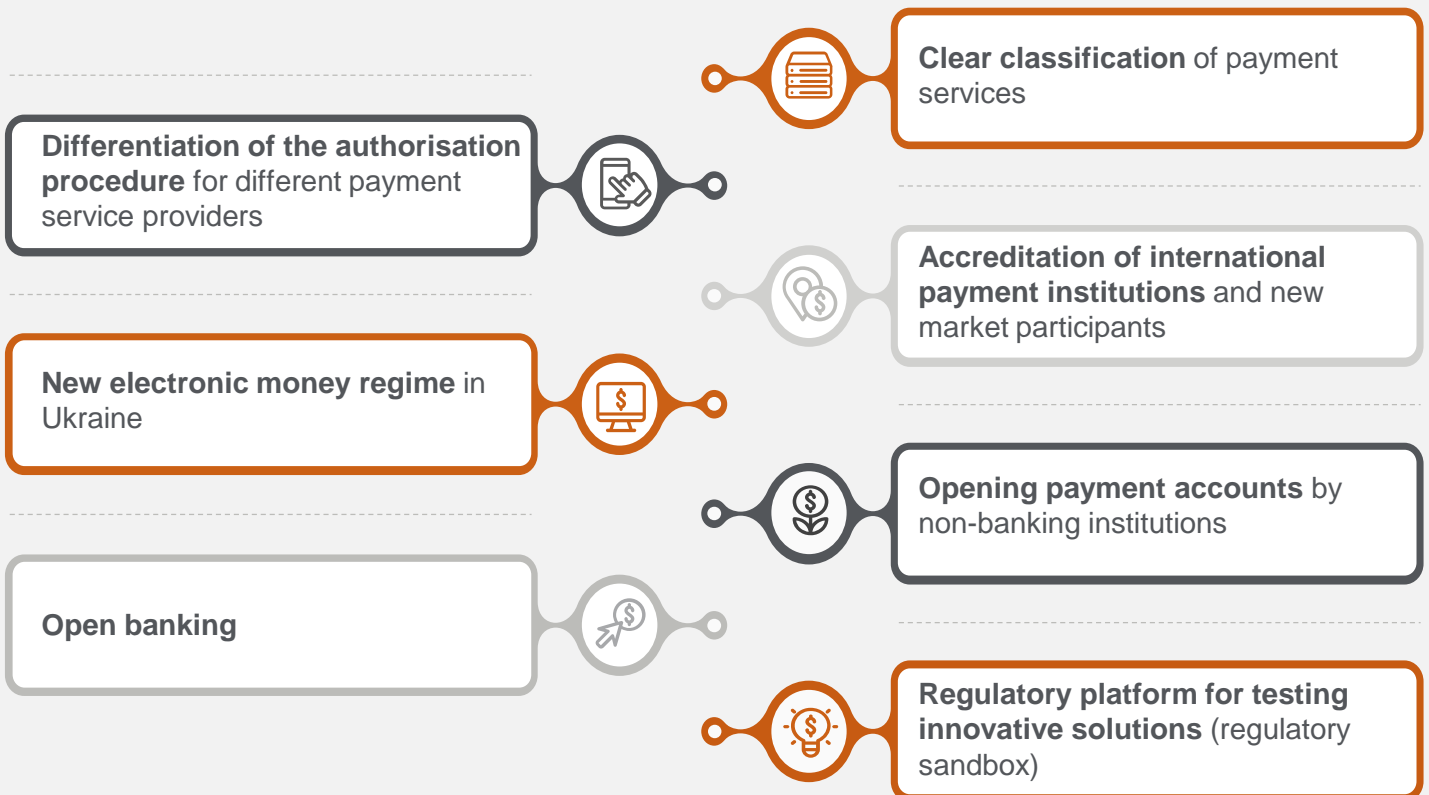 Clear classification of payment
services
Differentiation of the authorisation
procedure for different payment
service providers
Accreditation of international
payment institutions and new
market participants
New electronic money regime in
Ukraine
Opening payment accounts by
non-banking institutions
Open banking
Regulatory platform for testing
innovative solutions (regulatory
sandbox)